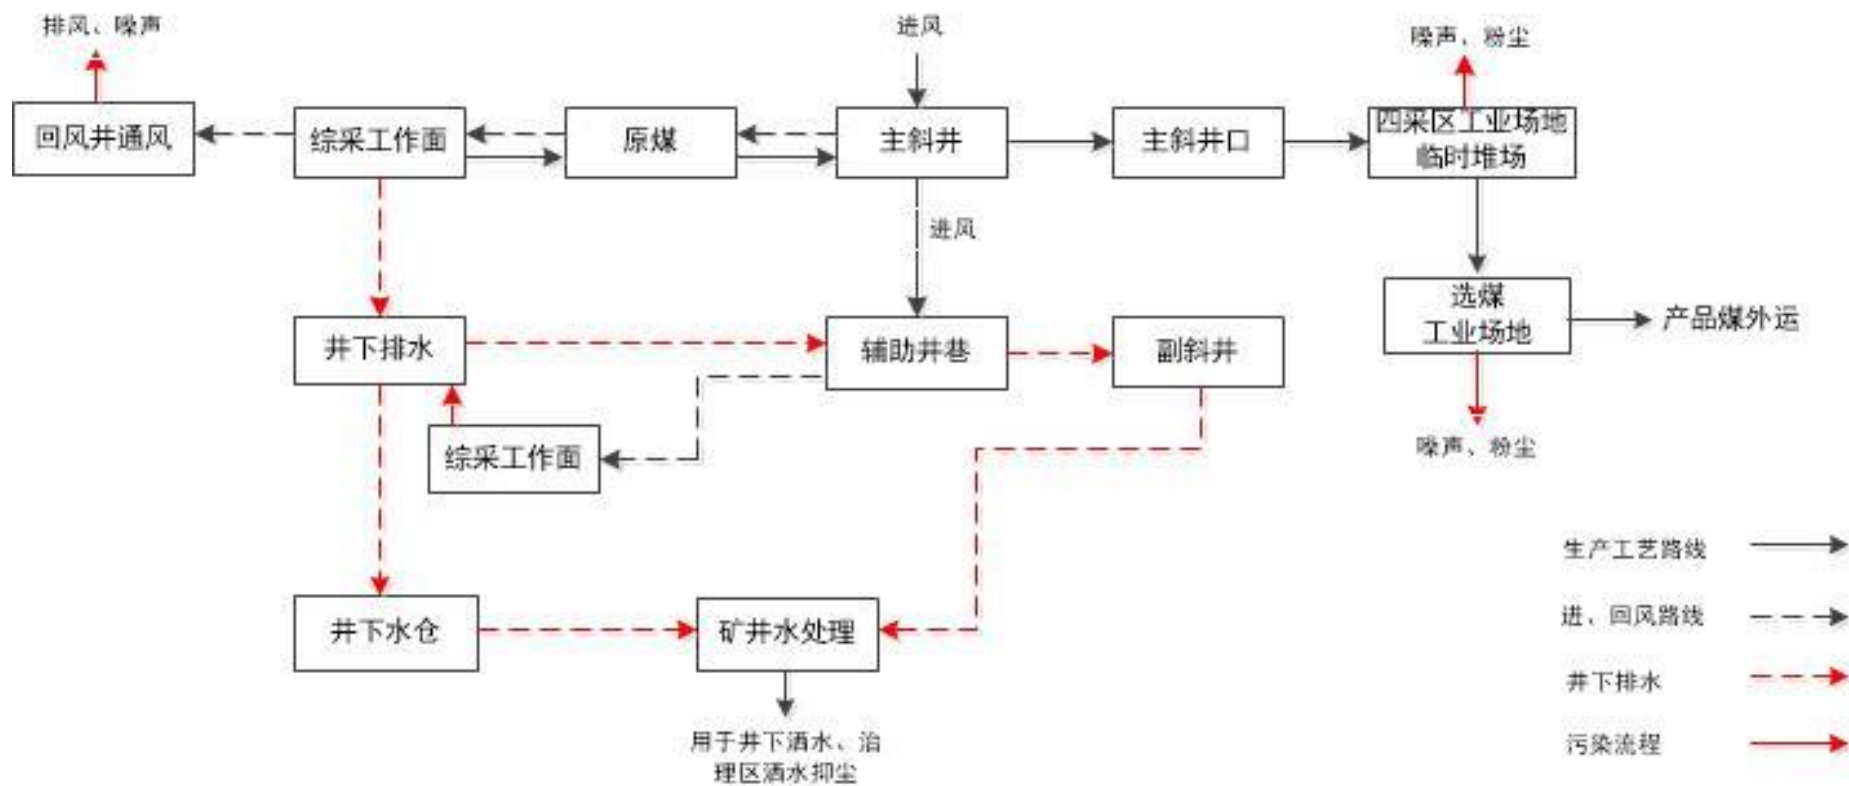 排风、噪声
进风
噪声、粉尘
回风井通风
综采工作面
原煤
主斜井
主斜井口
四采区工业场地
临时堆场
进风
选煤
工业场地
产品煤外运
井下排水
辅助井巷
副斜井
综采工作面
噪声、粉尘
生产工艺路线
进、回风路线
井下排水
污染流程
井下水仓
矿井水处理
用于井下洒水、治
理区洒水抑尘